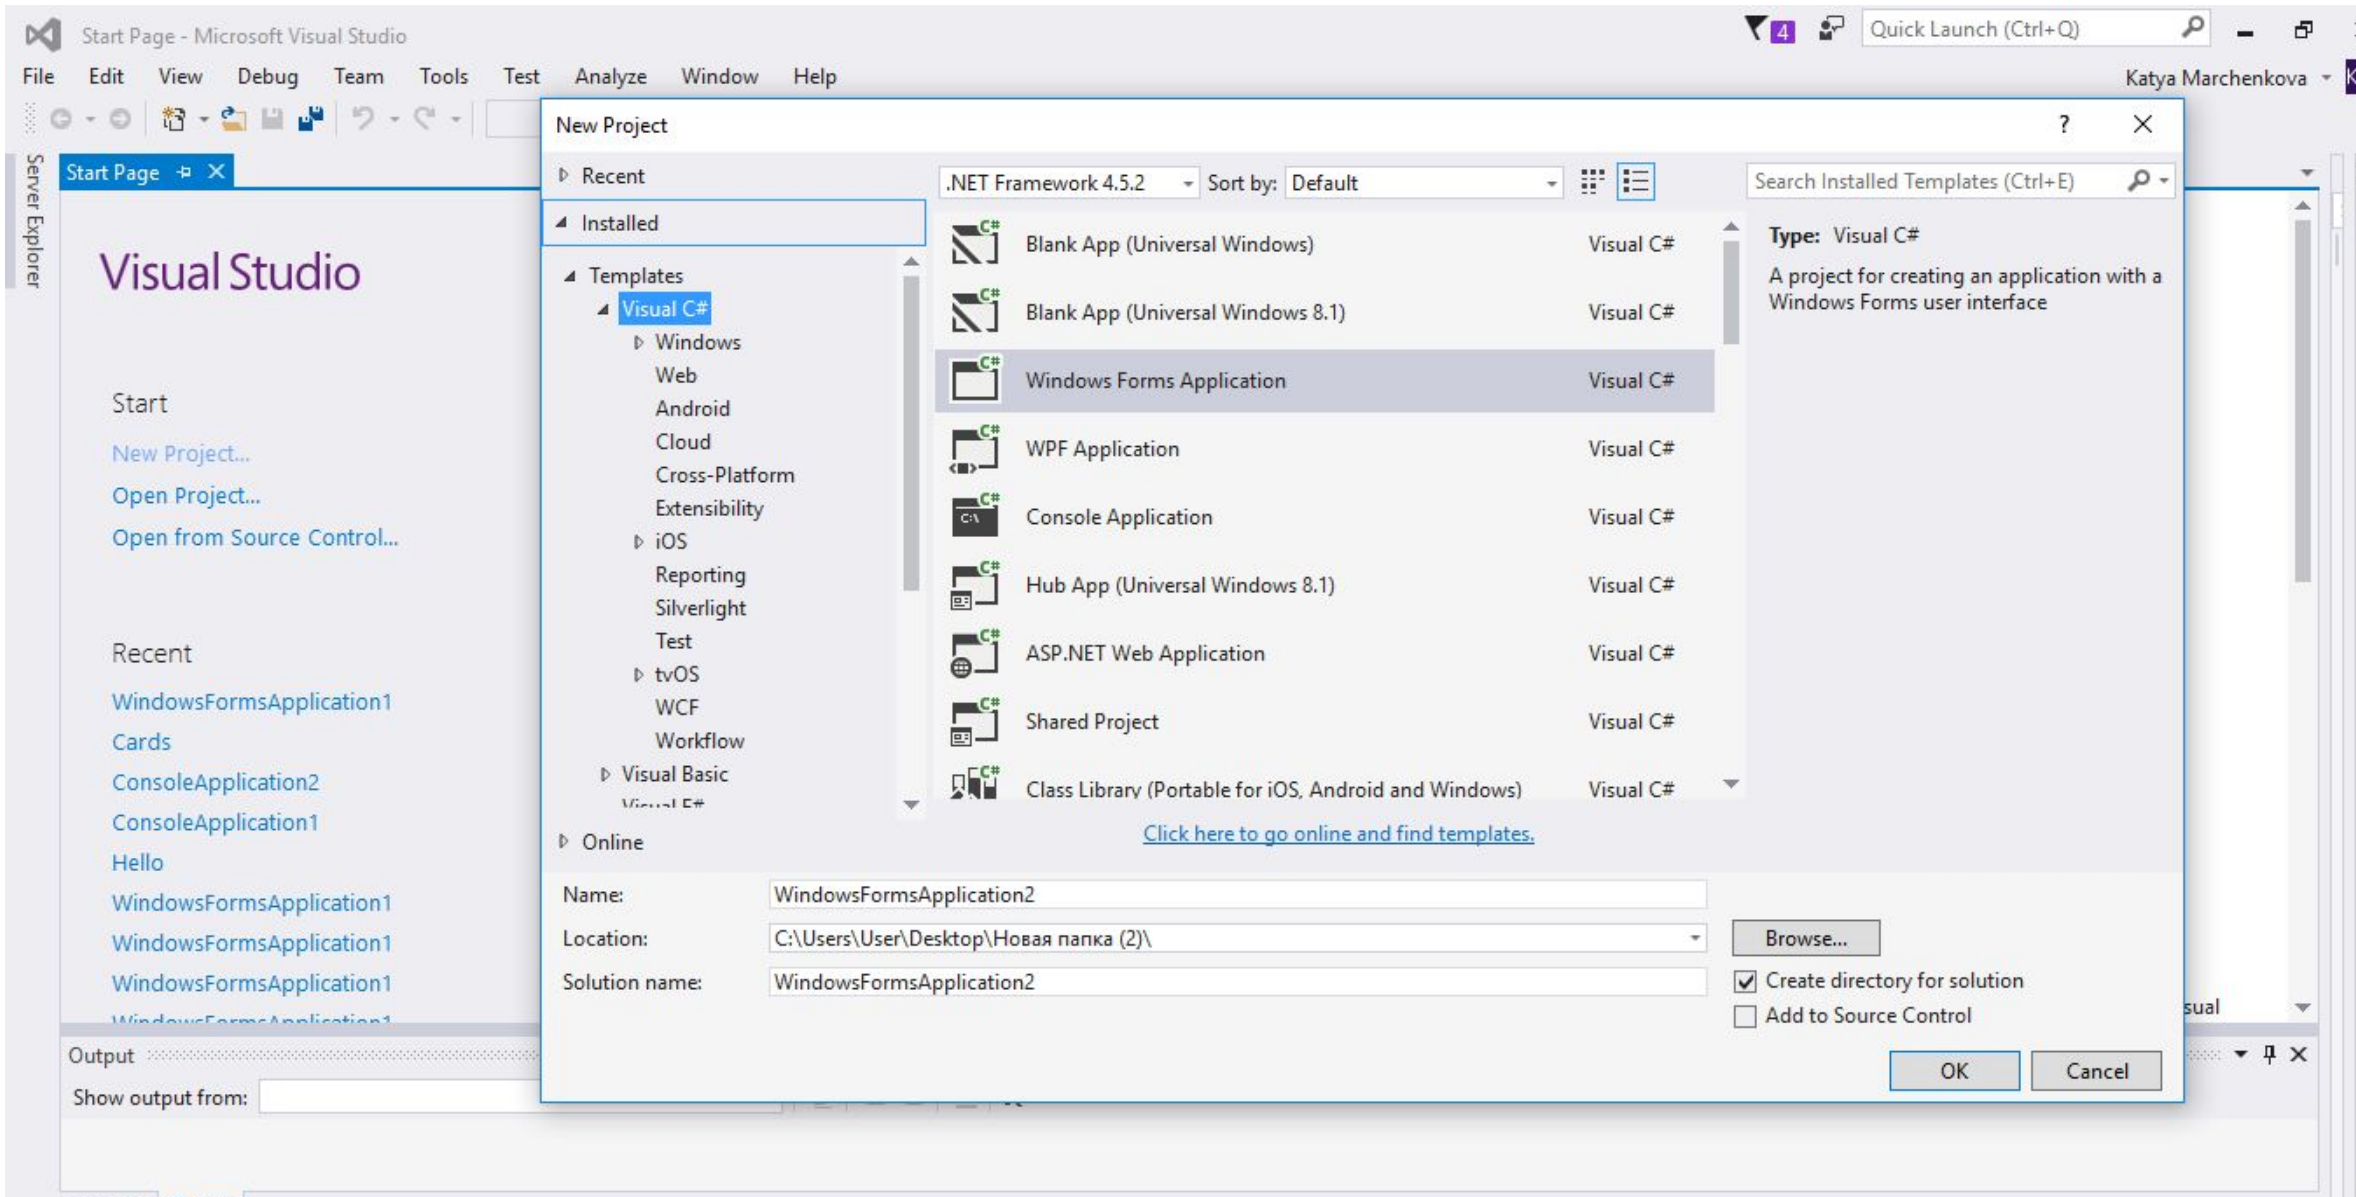 Start Page - Microsoft Visual Studio
4
Quick Launch (Ctrl+Q)
File Edit View Debug Team Tools Test Analyze Window Help
Katya Marchenkova
Server Explorer
Start Page
Visual Studio
Start
New Project...
Open Project...
Open from Source Control...
Recent
WindowsFormsApplication1
Cards
ConsoleApplication2
ConsoleApplication1
Hello
WindowsFormsApplication1
WindowsFormsApplication1
WindowsFormsApplication1
WindowsFormsApplication1
New Project
?
Recent
Installed
Templates
Visual C#
Windows
Web
Android
Cloud
Cross-Platform
Extensibility
iOS
Reporting
Silverlight
Test
tvOS
WCF
Workflow
Visual Basic
Visual F#
Online
.NET Framework 4.5.2 Sort by: Default
Search Installed Templates (Ctrl+E)
Blank App (Universal Windows) Visual C#
Blank App (Universal Windows 8.1) Visual C#
Windows Forms Application Visual C#
WPF Application Visual C#
Console Application Visual C#
Hub App (Universal Windows 8.1) Visual C#
ASP.NET Web Application Visual C#
Shared Project Visual C#
Class Library (Portable for iOS, Android and Windows) Visual C#
Click here to go online and find templates.
Type: Visual C#
A project for creating an application with a
Windows Forms user interface
Name: WindowsFormsApplication2
Location: C:\Users\User\Desktop\Новая папка (2)\
Browse...
Solution name: WindowsFormsApplication2
Create directory for solution
Add to Source Control
OK Cancel
sual
Output
Show output from: